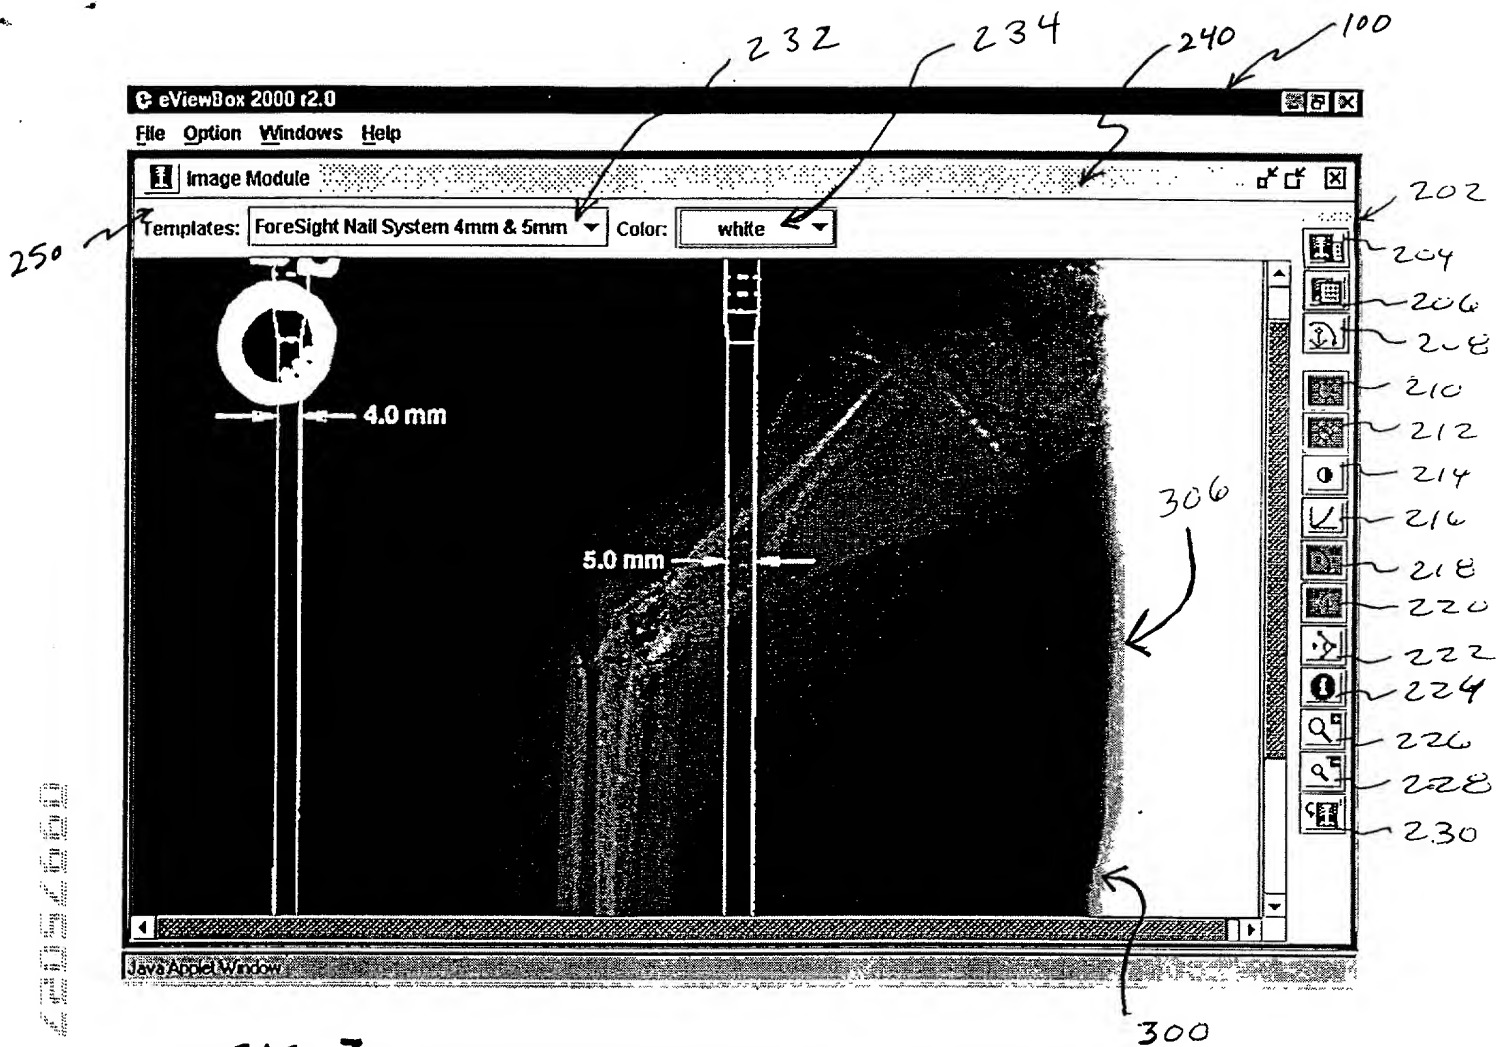 232 234 240 100
eViewBox 2000 r2.0
File Option Windows Help
Image Module
Templates: ForeSight Nail System 4mm & 5mm Color: white
250
202
204
206
208
4.0 mm
210
212
214
306
216
5.0 mm
218
220
222
224
226
228
230
Java Applet Window
300